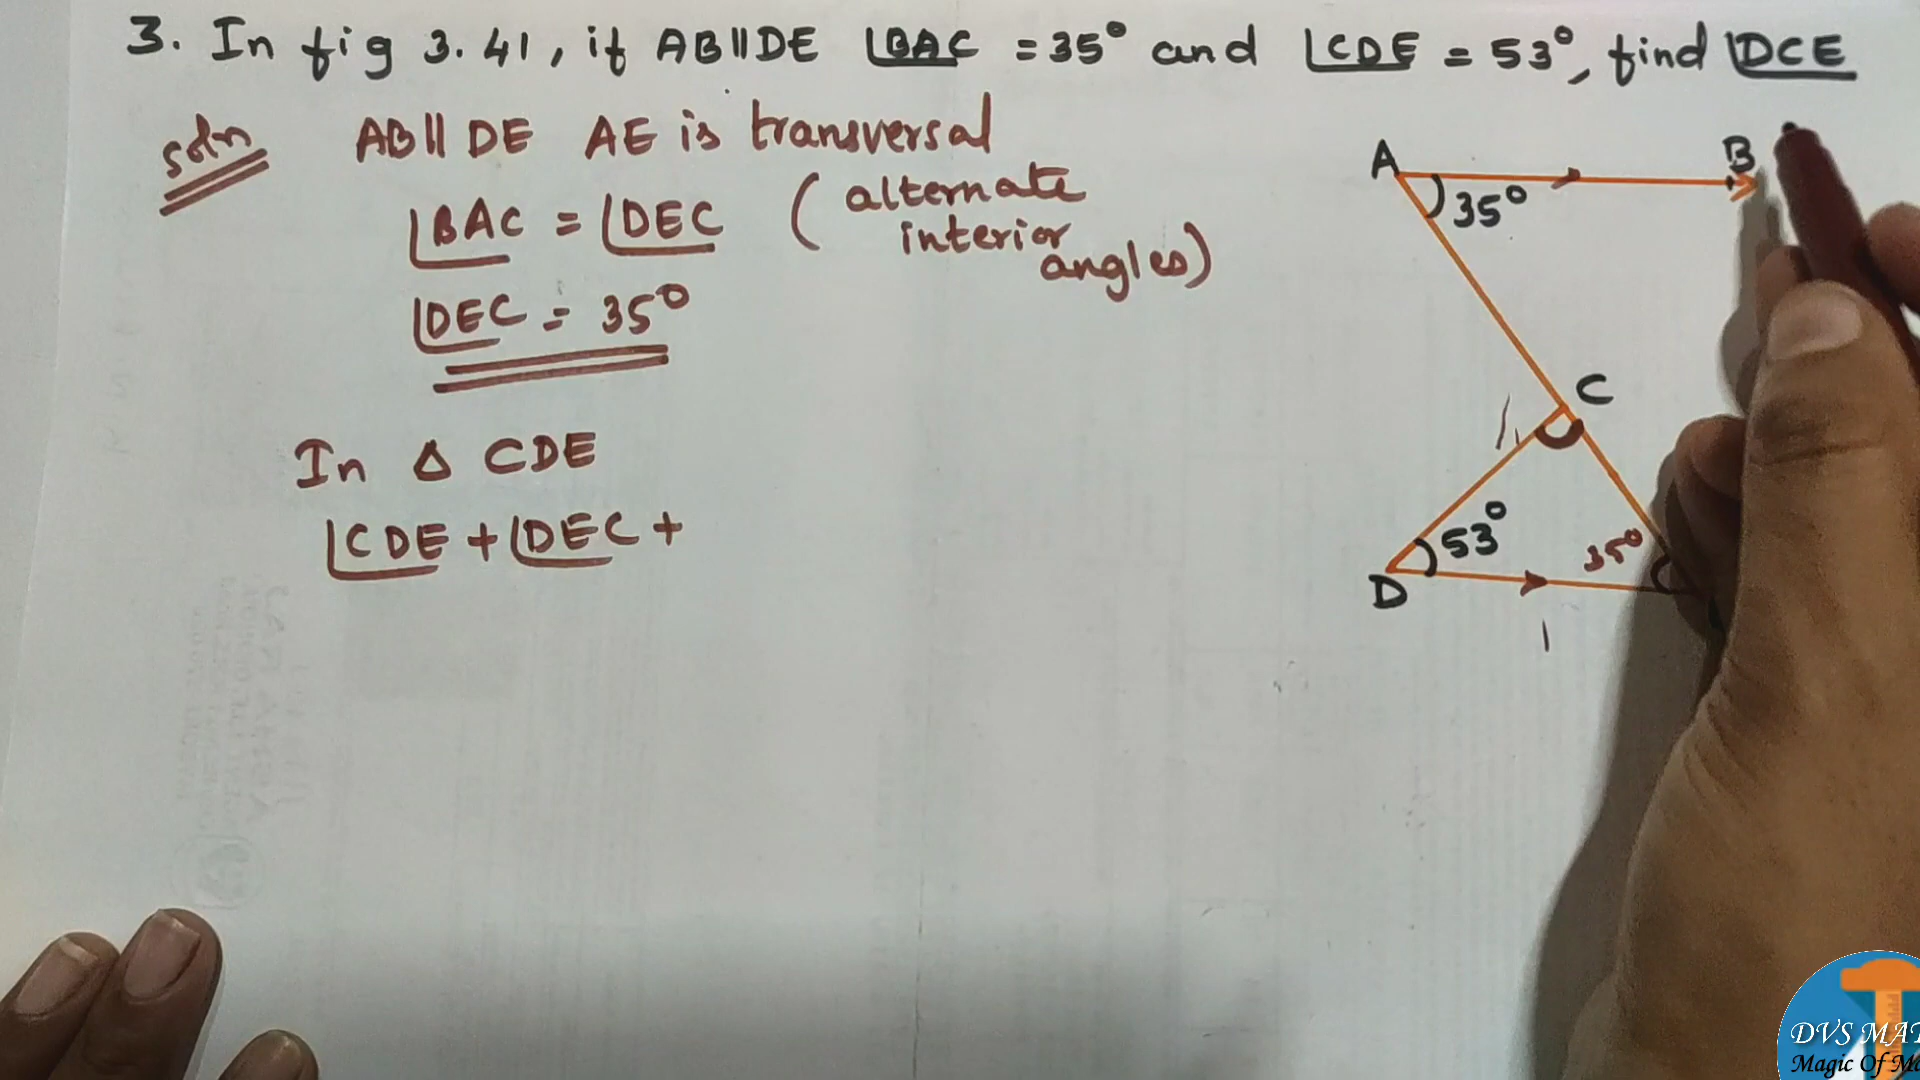 3. In fig 3.41, if AB||DE ∠BAC = 35° and ∠CDE = 53°, find ∠DCE
Soln
AB|| DE AE is transversal
∠BAC = ∠DEC (alternate interior angles)
∠DEC = 35°
In Δ CDE
∠CDE + ∠DEC +
A
B
35°
C
53°
35°
D
DVS MAT
Magic Of Ma